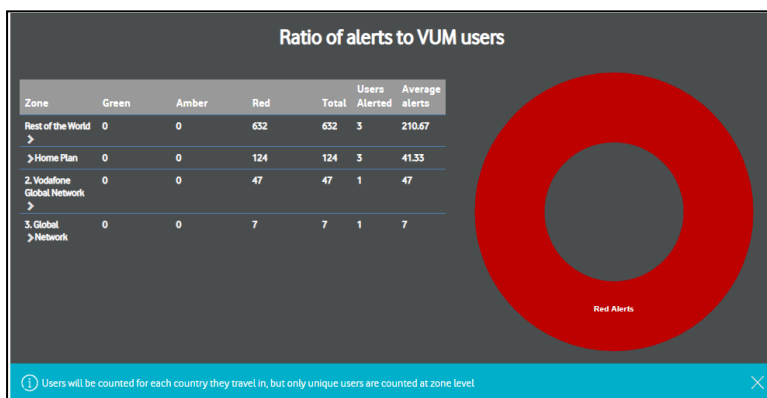 Ratio of alerts to VUM users
Users Average
Zone Green Amber Red Total Alerted alerts
Rest of the World 0 0 632 632 3 210.67
Home Plan 0 0 124 124 3 41.33
2. Vodafone 0 0 47 47 1 47
Global Network
3. Global 0 0 7 7 1 7
Network
Red Alerts
Users will be counted for each country they travel in, but only unique users are counted at zone level